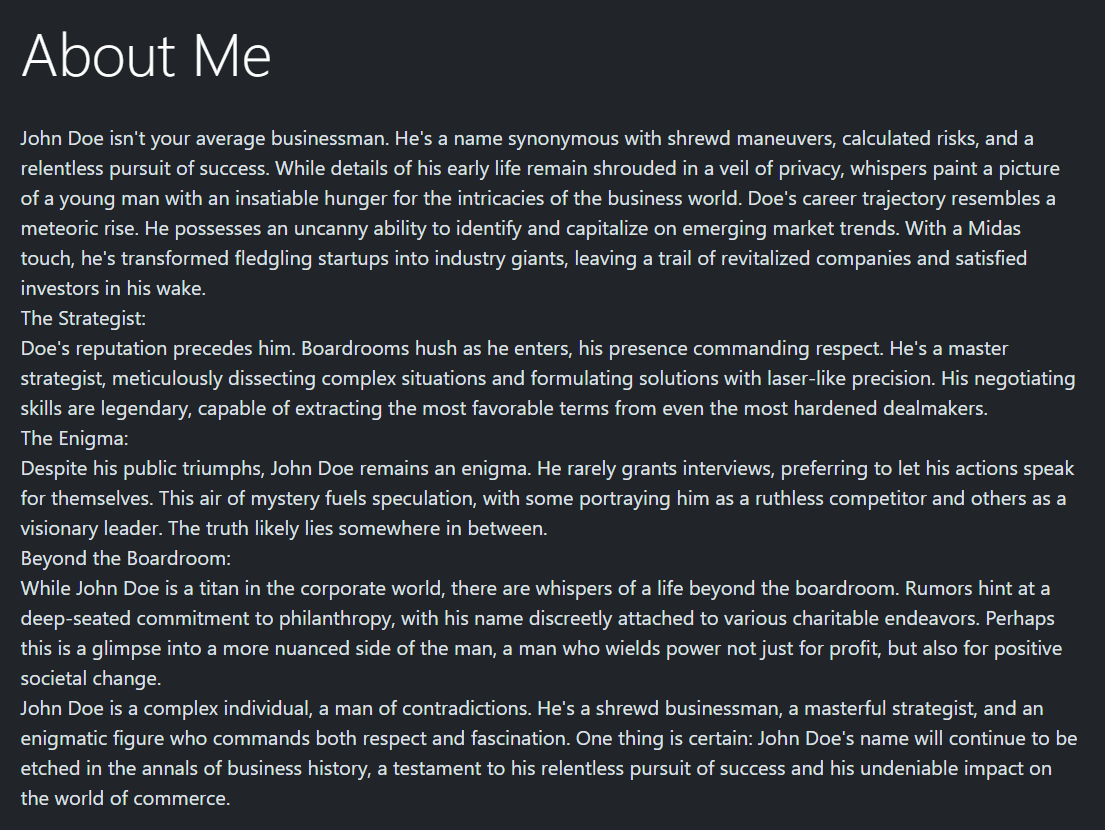 About Me
John Doe isn't your average businessman. He's a name synonymous with shrewd maneuvers, calculated risks, and a
relentless pursuit of success. While details of his early life remain shrouded in a veil of privacy, whispers paint a picture
of a young man with an insatiable hunger for the intricacies of the business world. Doe's career trajectory resembles a
meteoric rise. He possesses an uncanny ability to identify and capitalize on emerging market trends. With a Midas
touch, he's transformed fledgling startups into industry giants, leaving a trail of revitalized companies and satisfied
investors in his wake.
The Strategist:
Doe's reputation precedes him. Boardrooms hush as he enters, his presence commanding respect. He's a master
strategist, meticulously dissecting complex situations and formulating solutions with laser-like precision. His negotiating
skills are legendary, capable of extracting the most favorable terms from even the most hardened dealmakers.
The Enigma:
Despite his public triumphs, John Doe remains an enigma. He rarely grants interviews, preferring to let his actions speak
for themselves. This air of mystery fuels speculation, with some portraying him as a ruthless competitor and others as a
visionary leader. The truth likely lies somewhere in between.
Beyond the Boardroom:
While John Doe is a titan in the corporate world, there are whispers of a life beyond the boardroom. Rumors hint at a
deep-seated commitment to philanthropy, with his name discreetly attached to various charitable endeavors. Perhaps
this is a glimpse into a more nuanced side of the man, a man who wields power not just for profit, but also for positive
societal change.
John Doe is a complex individual, a man of contradictions. He's a shrewd businessman, a masterful strategist, and an
enigmatic figure who commands both respect and fascination. One thing is certain: John Doe's name will continue to be
etched in the annals of business history, a testament to his relentless pursuit of success and his undeniable impact on
the world of commerce.